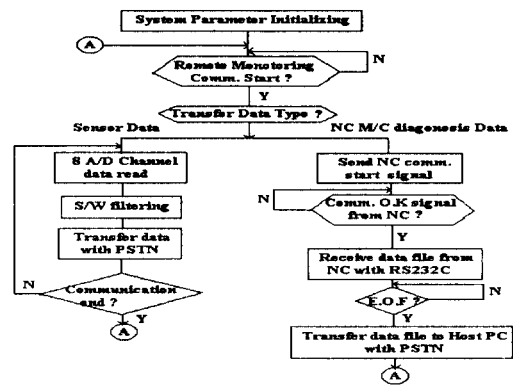 System Parameter Initializing
A
Remote Monotoring
Comm. Start ?
N
Y
Transfer Data Type ?
Sensor Data
NC M/C diagenesis Data
8 A/D Channel
data read
Send NC comm.
start signal
S/W filtering
N
Comm. O.K signal
from NC ?
Transfer data
with PSTN
Y
Receive data file from
NC with RS232C
N
Communication
end ?
N
E.O.F ?
Y
Y
A
Transfer data file to Host PC
with PSTN
A